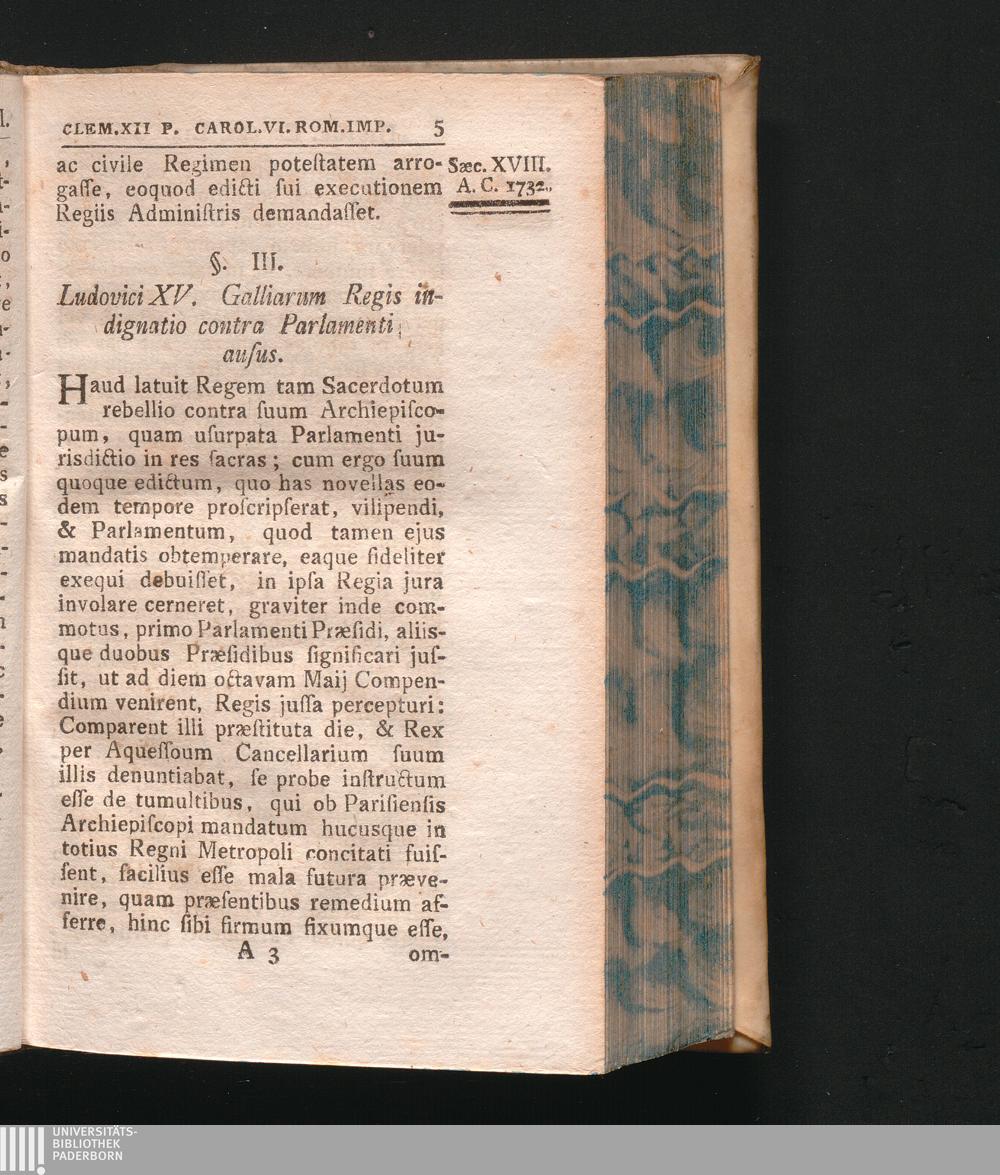 CLEM.XII P. CAROL.VI.ROM.IMP. 5
ac civile Regimen poteſtatem arro-
gaſſe, eoquod edicti ſui executionem
Regiis Adminiſtris demandaſſet.
Sæc. XVIII.
A. C. 1732.
§. III.
Ludovici XV. Galliarum Regis in-
dignatio contra Parlamenti
auſus.
Haud latuit Regem tam Sacerdotum
rebellio contra ſuum Archiepiſco-
pum, quam uſurpata Parlamenti ju-
risdictio in res ſacras; cum ergo ſuum
quoque edictum, quo has novellas eo-
dem tempore proſcripſerat, vilipendi,
& Parlamentum, quod tamen ejus
mandatis obtemperare, eaque fideliter
exequi debuiſſet, in ipſa Regia jura
involare cerneret, graviter inde com-
motus, primo Parlamenti Præſidi, aliis-
que duobus Præſidibus ſignificari juſ-
ſit, ut ad diem octavam Maij Compen-
dium venirent, Regis juſſa percepturi:
Comparent illi præſtituta die, & Rex
per Aqueſſoum Cancellarium ſuum
illis denuntiabat, ſe probe inſtructum
eſſe de tumultibus, qui ob Pariſienſis
Archiepiſcopi mandatum hucusque in
totius Regni Metropoli concitati fuiſ-
ſent, facilius eſſe mala futura præve-
nire, quam præſentibus remedium af-
ferre, hinc ſibi firmum fixumque eſſe,
A 3 om-
UNIVERSITÄTS-
BIBLIOTHEK
PADERBORN